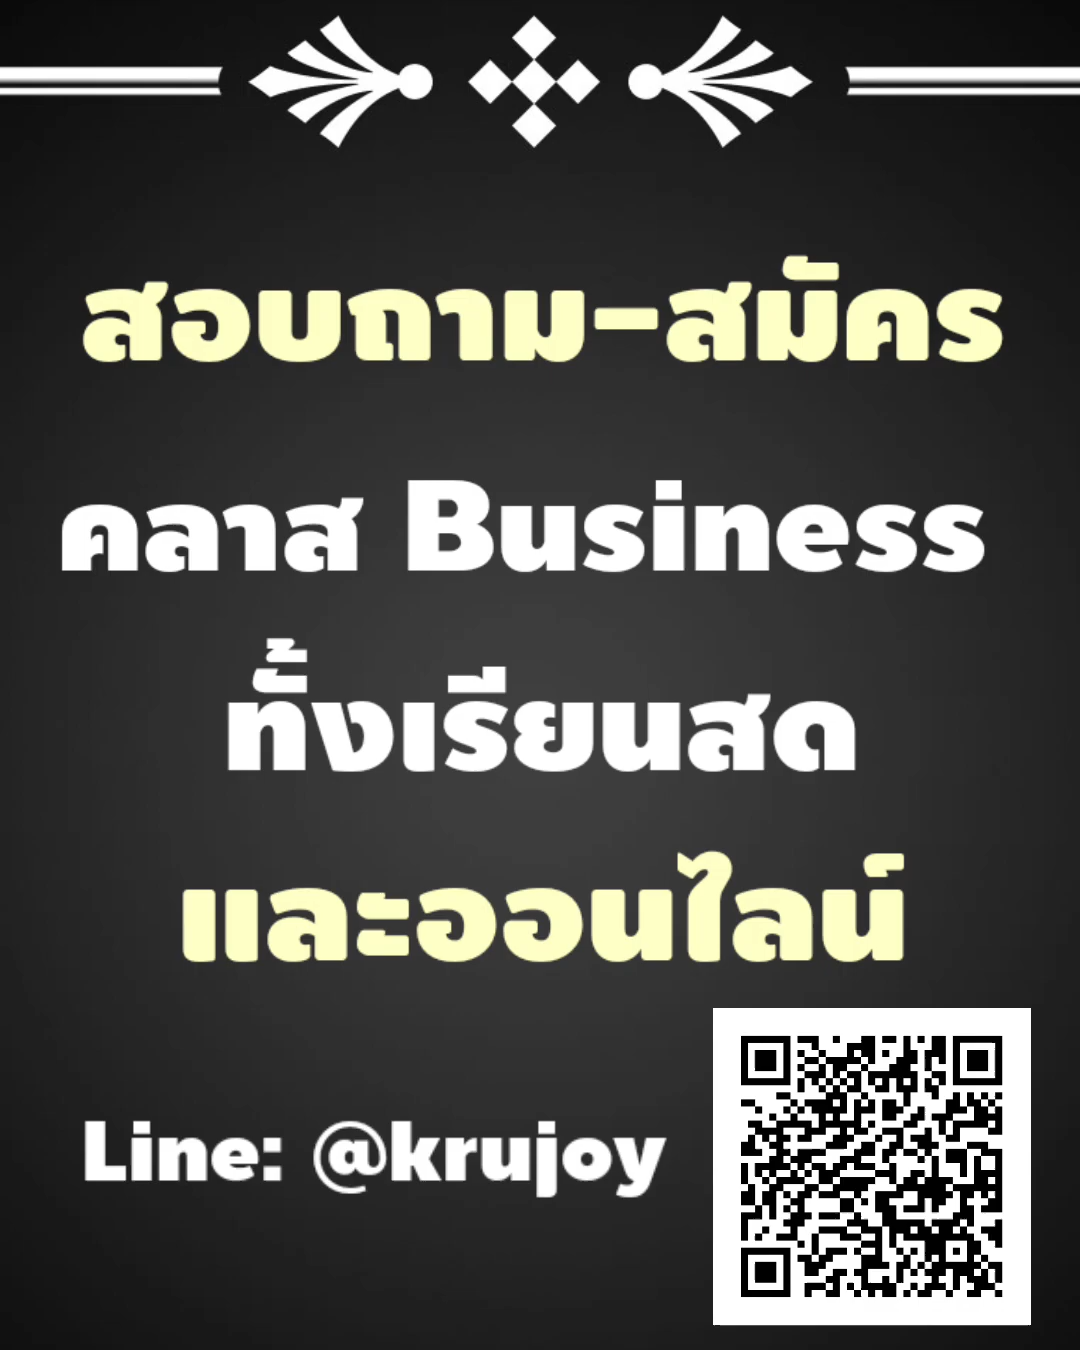 สอบถาม-สมัคร
คลาส Business
ทั้งเรียนสด
และออนไลน์
Line: @krujoy